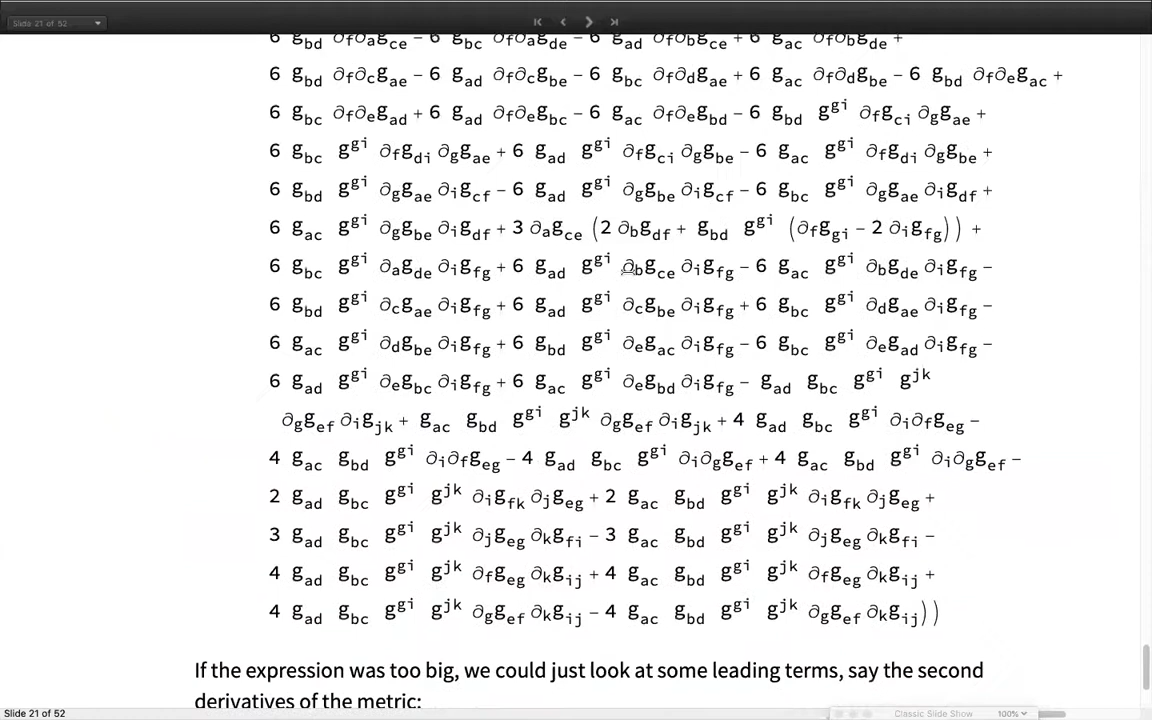 Slide 21 of 52
6 g_bd ∂_f∂_a g_ce − 6 g_bc ∂_f∂_a g_de − 6 g_ad ∂_f∂_b g_ce + 6 g_ac ∂_f∂_b g_de +
6 g_bd ∂_f∂_c g_ae − 6 g_ad ∂_f∂_c g_be − 6 g_bc ∂_f∂_d g_ae + 6 g_ac ∂_f∂_d g_be − 6 g_bd ∂_f∂_e g_ac +
6 g_bc ∂_f∂_e g_ad + 6 g_ad ∂_f∂_e g_bc − 6 g_ac ∂_f∂_e g_bd − 6 g_bd g^gi ∂_f g_ci ∂_g g_ae +
6 g_bc g^gi ∂_f g_di ∂_g g_ae + 6 g_ad g^gi ∂_f g_ci ∂_g g_be − 6 g_ac g^gi ∂_f g_di ∂_g g_be +
6 g_bd g^gi ∂_g g_ae ∂_i g_cf − 6 g_ad g^gi ∂_g g_be ∂_i g_cf − 6 g_bc g^gi ∂_g g_ae ∂_i g_df +
6 g_ac g^gi ∂_g g_be ∂_i g_df + 3 ∂_a g_ce (2 ∂_b g_df + g_bd g^gi (∂_f g_gi − 2 ∂_i g_fg)) +
6 g_bc g^gi ∂_a g_de ∂_i g_fg + 6 g_ad g^gi ∂_b g_ce ∂_i g_fg − 6 g_ac g^gi ∂_b g_de ∂_i g_fg −
6 g_bd g^gi ∂_c g_ae ∂_i g_fg + 6 g_ad g^gi ∂_c g_be ∂_i g_fg + 6 g_bc g^gi ∂_d g_ae ∂_i g_fg −
6 g_ac g^gi ∂_d g_be ∂_i g_fg + 6 g_bd g^gi ∂_e g_ac ∂_i g_fg − 6 g_bc g^gi ∂_e g_ad ∂_i g_fg −
6 g_ad g^gi ∂_e g_bc ∂_i g_fg + 6 g_ac g^gi ∂_e g_bd ∂_i g_fg − g_ad g_bc g^gi g^jk
∂_g g_ef ∂_i g_jk + g_ac g_bd g^gi g^jk ∂_g g_ef ∂_i g_jk + 4 g_ad g_bc g^gi ∂_i∂_f g_eg −
4 g_ac g_bd g^gi ∂_i∂_f g_eg − 4 g_ad g_bc g^gi ∂_i∂_g g_ef + 4 g_ac g_bd g^gi ∂_i∂_g g_ef −
2 g_ad g_bc g^gi g^jk ∂_i g_fk ∂_j g_eg + 2 g_ac g_bd g^gi g^jk ∂_i g_fk ∂_j g_eg +
3 g_ad g_bc g^gi g^jk ∂_j g_eg ∂_k g_fi − 3 g_ac g_bd g^gi g^jk ∂_j g_eg ∂_k g_fi −
4 g_ad g_bc g^gi g^jk ∂_f g_eg ∂_k g_ij + 4 g_ac g_bd g^gi g^jk ∂_f g_eg ∂_k g_ij +
4 g_ad g_bc g^gi g^jk ∂_g g_ef ∂_k g_ij − 4 g_ac g_bd g^gi g^jk ∂_g g_ef ∂_k g_ij))
If the expression was too big, we could just look at some leading terms, say the second
derivatives of the metric:
Slide 21 of 52
Classic Slide Show
100%